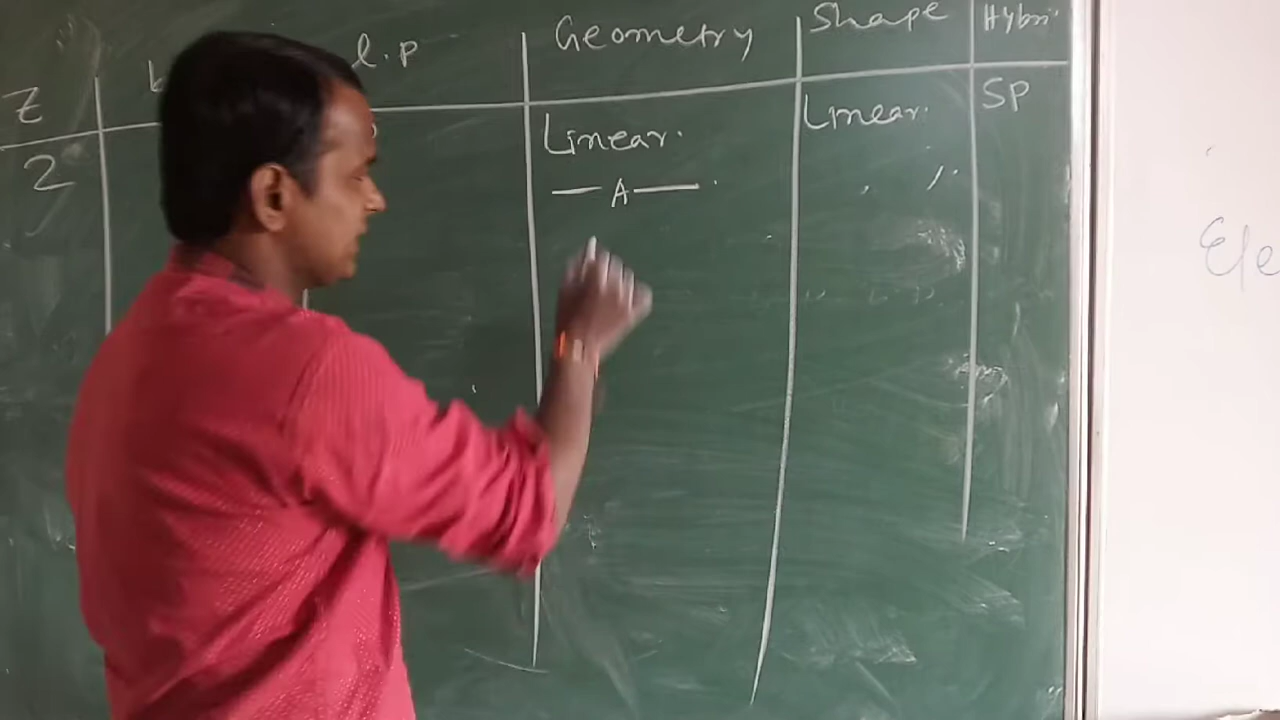 Z l.p Geometry Shape Hybri.
2 Linear. Linear. SP
— A —
Ele